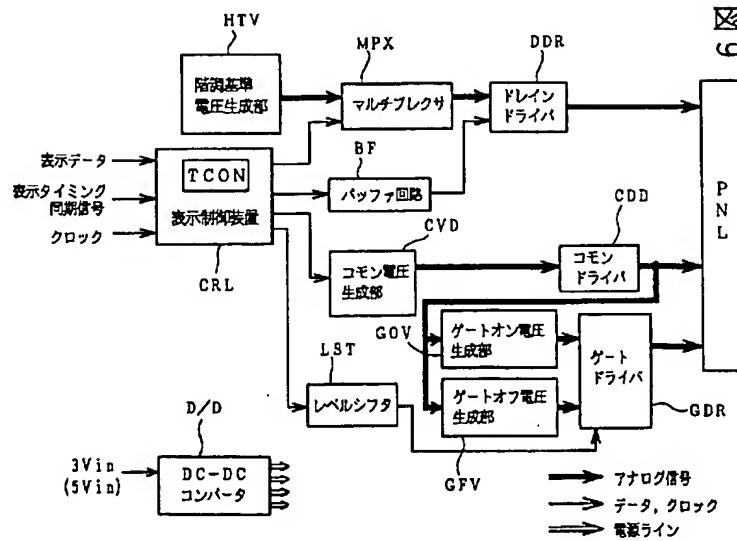 図 6
HTV
階調基準
電圧生成部
MPX
マルチプレクサ
DDR
ドレイン
ドライバ
表示データ
表示タイミング
同期信号
クロック
TCON
表示制御装置
CRL
BF
バッファ回路
CVD
コモン電圧
生成部
CDD
コモン
ドライバ
PNL
GOV
ゲートオン電圧
生成部
LST
レベルシフタ
ゲートオフ電圧
生成部
GFV
ゲート
ドライバ
GDR
D/D
3Vin
(5Vin)
DC-DC
コンバータ
アナログ信号
データ,クロック
電源ライン